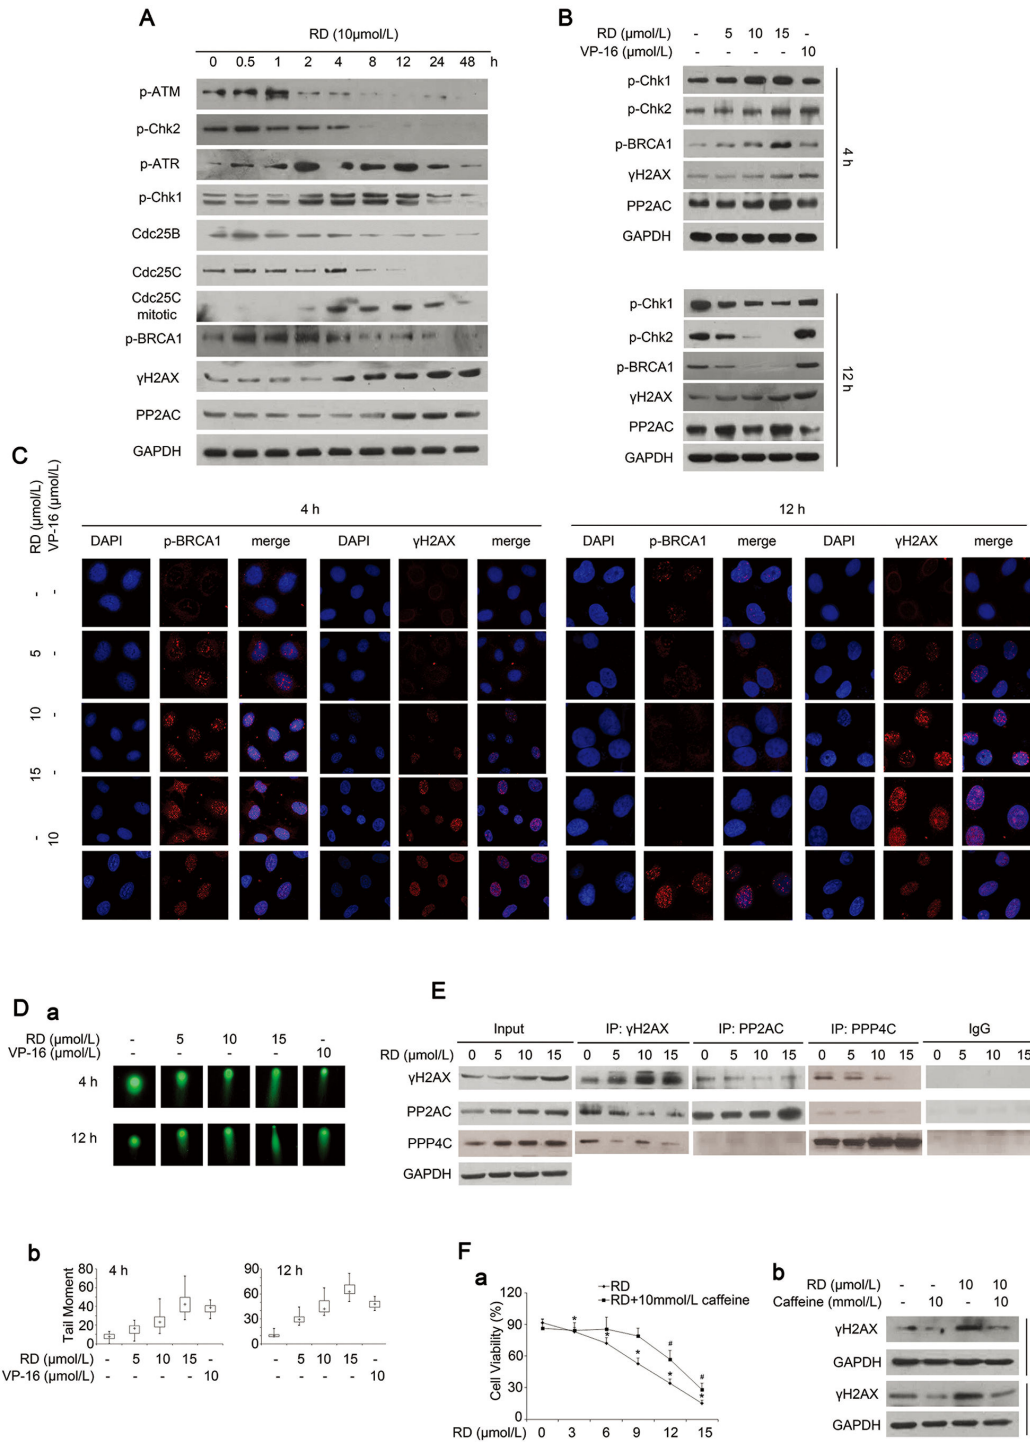 A
RD (10μmol/L)
0 0.5 1 2 4 8 12 24 48 h
p-ATM
p-Chk2
p-ATR
p-Chk1
Cdc25B
Cdc25C
Cdc25C
mitotic
p-BRCA1
γH2AX
PP2AC
GAPDH
B
RD (μmol/L) - 5 10 15 -
VP-16 (μmol/L) - - - - 10
p-Chk1
p-Chk2
p-BRCA1
γH2AX
PP2AC
GAPDH
4 h
p-Chk1
p-Chk2
p-BRCA1
γH2AX
PP2AC
GAPDH
12 h
C
RD (μmol/L)
VP-16 (μmol/L)
4 h 12 h
DAPI p-BRCA1 merge DAPI γH2AX merge DAPI p-BRCA1 merge DAPI γH2AX merge
- -
5 -
10 -
15 -
- 10
D a
RD (μmol/L) - 5 10 15 -
VP-16 (μmol/L) - - - - 10
4 h
12 h
b
Tail Moment
4 h
80
60
40
20
0
12 h
90
60
30
0
RD (μmol/L) - 5 10 15 - - 5 10 15 -
VP-16 (μmol/L) - - - - 10 - - - - 10
E
Input IP: γH2AX IP: PP2AC IP: PPP4C IgG
RD (μmol/L) 0 5 10 15 0 5 10 15 0 5 10 15 0 5 10 15 0 5 10 15
γH2AX
PP2AC
PPP4C
GAPDH
F
a
RD
RD+10mmol/L caffeine
Cell Viability (%)
120
90
60
30
0
* * * * *
# #
RD (μmol/L) 0 3 6 9 12 15
b
RD (μmol/L) - - 10 10
Caffeine (mmol/L) - 10 - 10
γH2AX
GAPDH
γH2AX
GAPDH